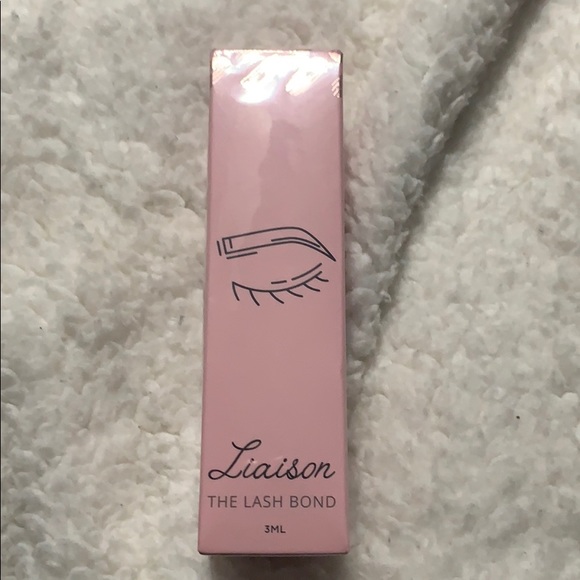 Liaison
THE LASH BOND
3ML